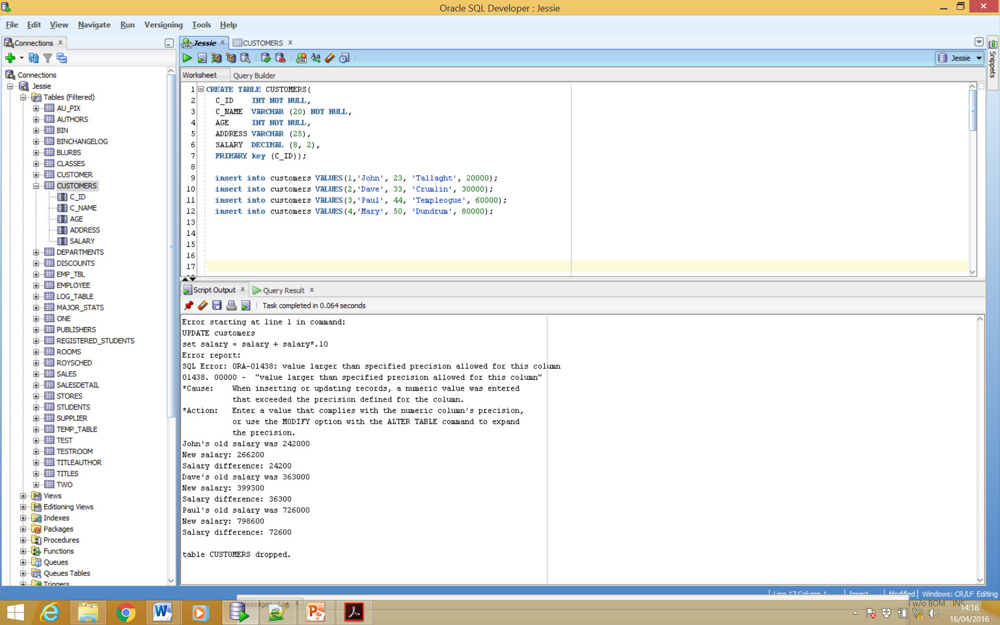 Oracle SQL Developer : Jessie
File Edit View Navigate Run Versioning Tools Help
Connections
Jessie
CUSTOMERS
Jessie
Snippets
Worksheet
Query Builder
Connections
Jessie
Tables (Filtered)
AU_PIX
AUTHORS
BIN
BINCHANGELOG
BLURBS
CLASSES
CUSTOMER
CUSTOMERS
C_ID
C_NAME
AGE
ADDRESS
SALARY
DEPARTMENTS
DISCOUNTS
EMP_TBL
EMPLOYEE
LOG_TABLE
MAJOR_STATS
ONE
PUBLISHERS
REGISTERED_STUDENTS
ROOMS
ROYSCHED
SALES
SALESDETAIL
STORES
STUDENTS
SUPPLIER
TEMP_TABLE
TEST
TESTROOM
TITLEAUTHOR
TITLES
TWO
Views
Editioning Views
Indexes
Packages
Procedures
Functions
Queues
Queues Tables
Triggers
1 CREATE TABLE CUSTOMERS(
2 C_ID INT NOT NULL,
3 C_NAME VARCHAR (20) NOT NULL,
4 AGE INT NOT NULL,
5 ADDRESS VARCHAR (25),
6 SALARY DECIMAL (8, 2),
7 PRIMARY key (C_ID));
8
9 insert into customers VALUES(1,'John', 23, 'Tallaght', 20000);
10 insert into customers VALUES(2,'Dave', 33, 'Crumlin', 30000);
11 insert into customers VALUES(3,'Paul', 44, 'Templeogue', 60000);
12 insert into customers VALUES(4,'Mary', 50, 'Dundrum', 80000);
13
14
15
16
17
Script Output
Query Result
Task completed in 0.064 seconds
Error starting at line 1 in command:
UPDATE customers
set salary = salary + salary*.10
Error report:
SQL Error: ORA-01438: value larger than specified precision allowed for this column
01438. 00000 - "value larger than specified precision allowed for this column"
*Cause: When inserting or updating records, a numeric value was entered
that exceeded the precision defined for the column.
*Action: Enter a value that complies with the numeric column's precision,
or use the MODIFY option with the ALTER TABLE command to expand
the precision.
John's old salary was 242000
New salary: 266200
Salary difference: 24200
Dave's old salary was 363000
New salary: 399300
Salary difference: 36300
Paul's old salary was 726000
New salary: 798600
Salary difference: 72600
table CUSTOMERS dropped.
Line 17 Column 1 Insert Modified Windows: CR/LF Editing
Messages - Log
w/o BOM INS
14:18
16/04/2016